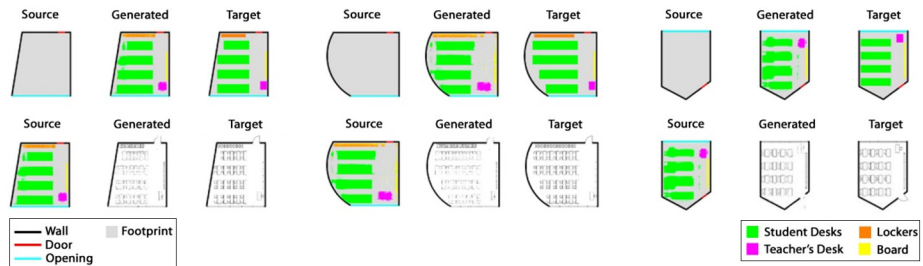 Source Generated Target Source Generated Target Source Generated Target
Source Generated Target Source Generated Target Source Generated Target
Wall Footprint
Door
Opening
Student Desks Lockers
Teacher's Desk Board